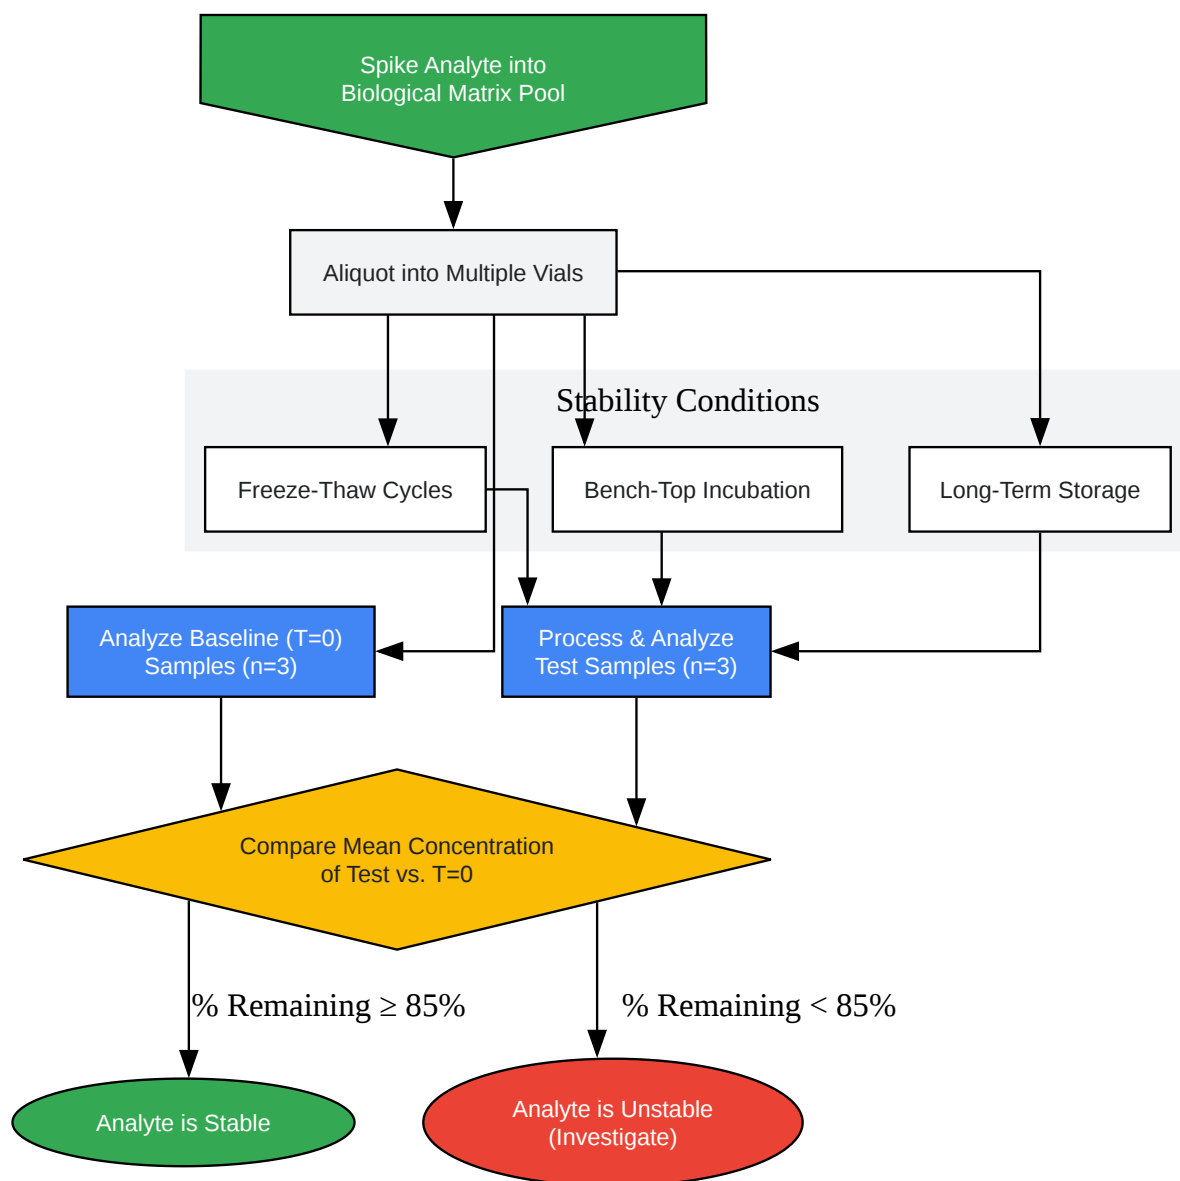 Spike Analyte into
Biological Matrix Pool
Aliquot into Multiple Vials
Stability Conditions
Freeze-Thaw Cycles
Bench-Top Incubation
Long-Term Storage
Analyze Baseline (T=0)
Samples (n=3)
Process & Analyze
Test Samples (n=3)
Compare Mean Concentration
of Test vs. T=0
% Remaining ≥ 85%
% Remaining < 85%
Analyte is Stable
Analyte is Unstable
(Investigate)